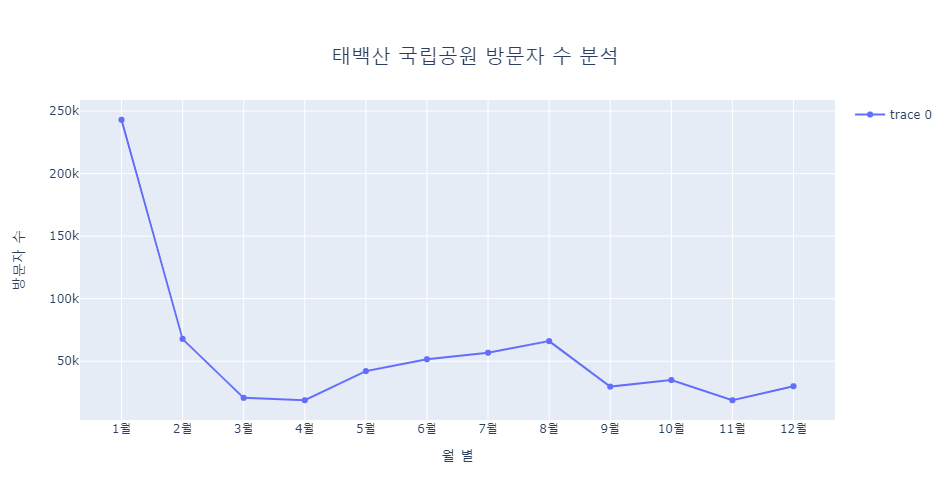 태백산 국립공원 방문자 수 분석
250k
200k
150k
100k
50k
방문자 수
1월 2월 3월 4월 5월 6월 7월 8월 9월 10월 11월 12월
월 별
trace 0